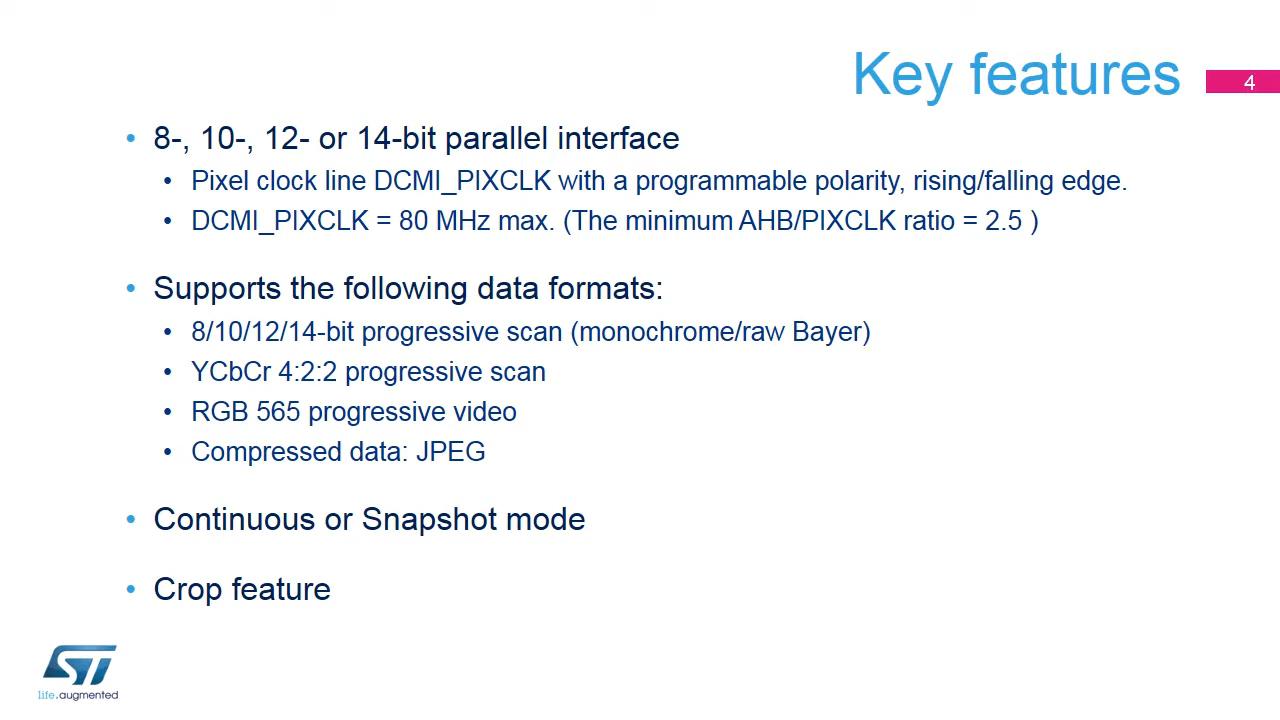 Key features
4
• 8-, 10-, 12- or 14-bit parallel interface
• Pixel clock line DCMI_PIXCLK with a programmable polarity, rising/falling edge.
• DCMI_PIXCLK = 80 MHz max. (The minimum AHB/PIXCLK ratio = 2.5 )
• Supports the following data formats:
• 8/10/12/14-bit progressive scan (monochrome/raw Bayer)
• YCbCr 4:2:2 progressive scan
• RGB 565 progressive video
• Compressed data: JPEG
• Continuous or Snapshot mode
• Crop feature
ST
life.augmented